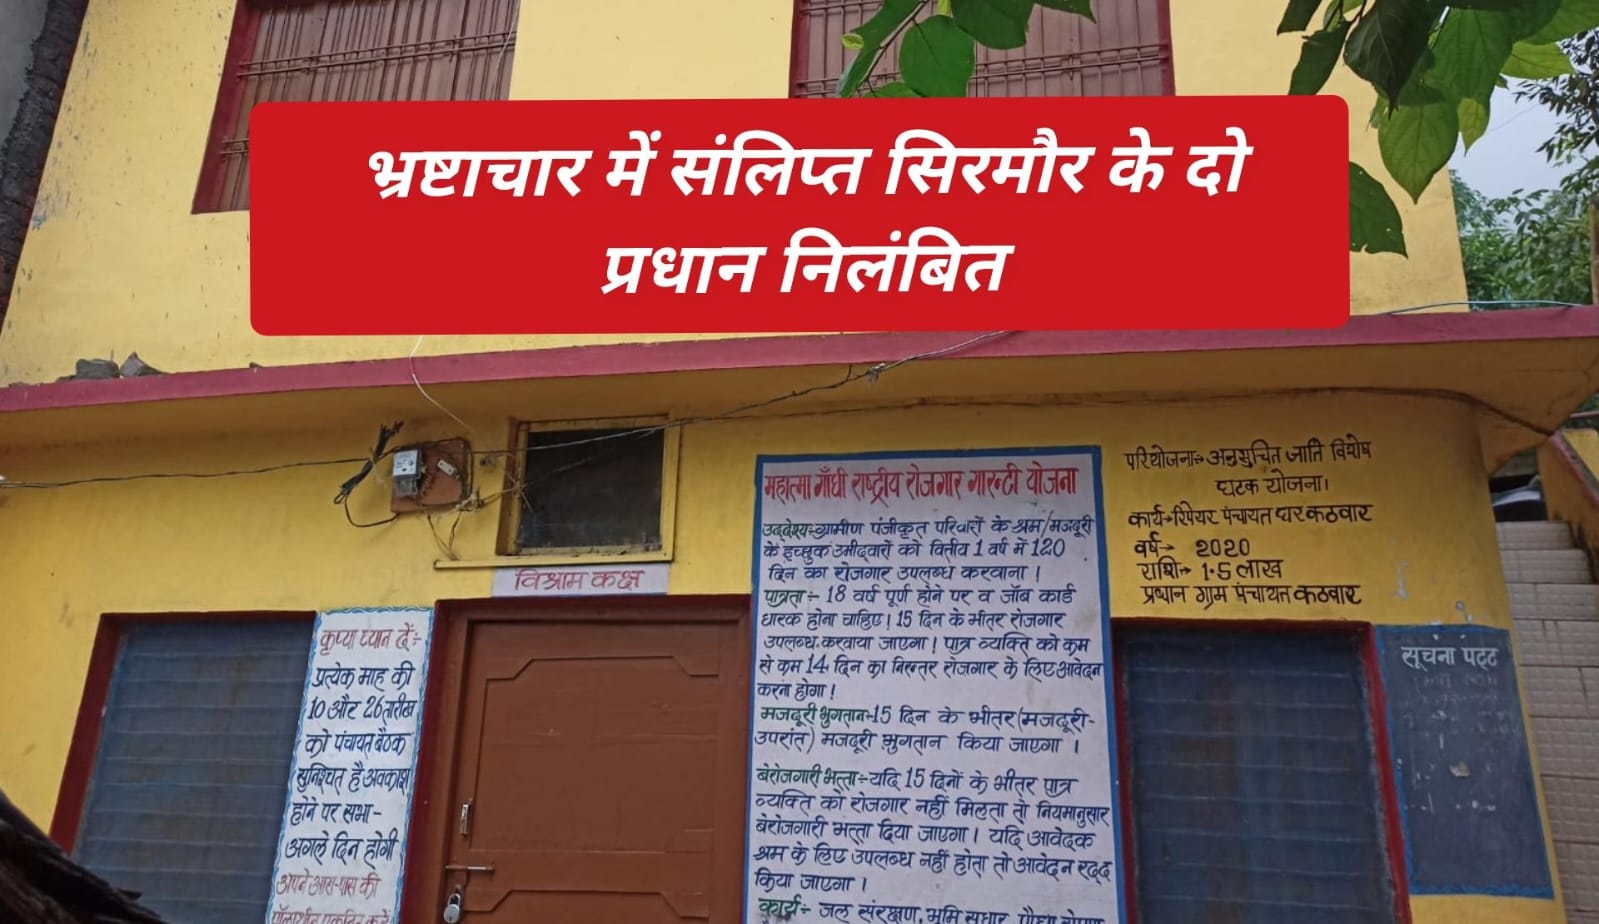 भ्रष्टाचार में संलिप्त सिरमौर के दो
प्रधान निलंबित
विश्राम कक्ष
कृप्या ध्यान दें:-
प्रत्येक माह की
10 और 26 तारीख
को पंचायत बैठक
सुनिश्चित है अवकाश
होने पर सभा-
अगले दिन होगी
अपने आस-पास की
महात्मा गाँधी राष्ट्रीय रोजगार गारन्टी योजना
उद्देश्य:- ग्रामीण पंजीकृत परिवारों के श्रम/मजदूरी
के इच्छुक उमीदवारों को वित्तीय 1 वर्ष में 120
दिन का रोजगार उपलब्ध करवाना।
पात्रता:- 18 वर्ष पूर्ण होने पर व जॉब कार्ड
धारक होना चाहिए। 15 दिन के भीतर रोजगार
उपलब्ध करवाया जाएगा। पात्र व्यक्ति को कम
से कम 14 दिन का निरन्तर रोजगार के लिए आवेदन
करना होगा!
मजदूरी भुगतान:- 15 दिन के भीतर (मजदूरी-
उपरांत) मजदूरी भुगतान किया जाएगा।
बेरोजगारी भत्ता:- यदि 15 दिनों के भीतर पात्र
व्यक्ति को रोजगार नहीं मिलता तो नियमानुसार
बेरोजगारी भत्ता दिया जाएगा। यदि आवेदक
श्रम के लिए उपलब्ध नहीं होता तो आवेदन रद्द
किया जाएगा।
कार्य:- जल संरक्षण, भूमि सुधार, पौधा रोपण
परियोजना→ अनुसुचित जाति विशेष
घटक योजना।
कार्य→ रिपेयर पंचायत घर कठवार
वर्ष→ 2020
राशि→ 1.5 लाख
प्रधान ग्राम पंचायत कठवार
सूचना पट्ट